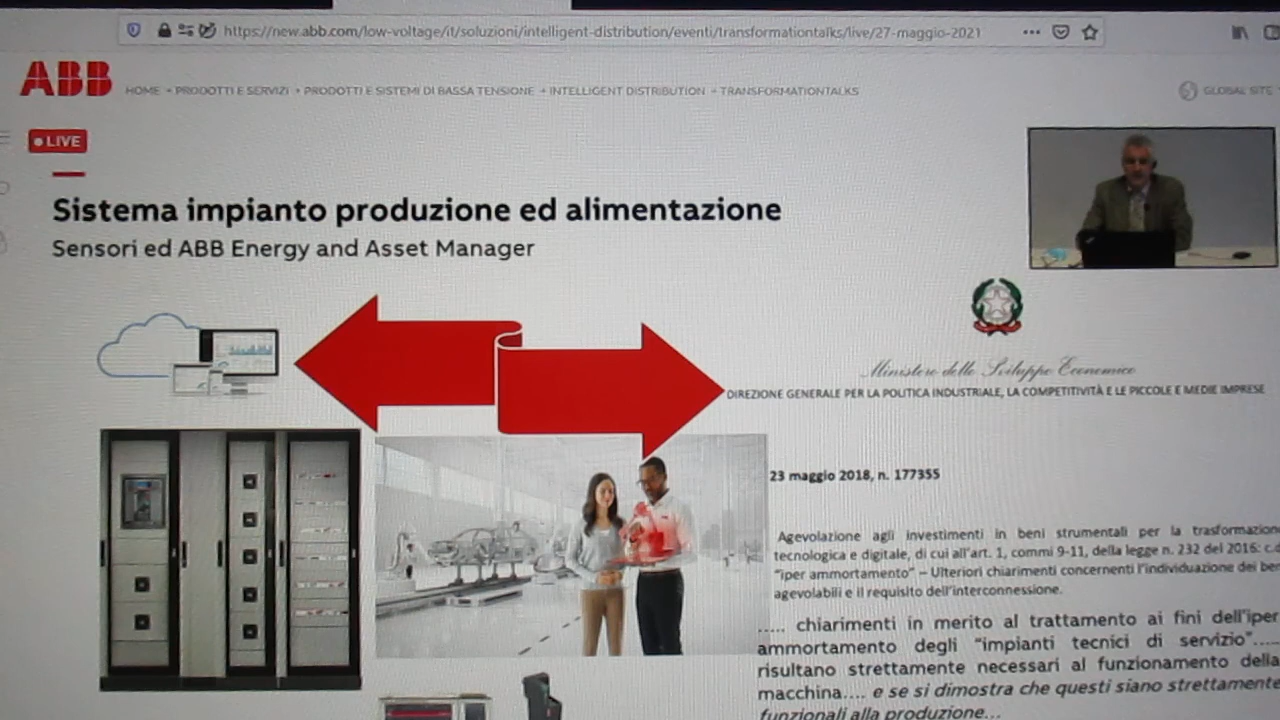 https://new.abb.com/low-voltage/it/soluzioni/intelligent-distribution/eventi/transformationtalks/live/27-maggio-2021
ABB
HOME PRODOTTI E SERVIZI PRODOTTI E SISTEMI DI BASSA TENSIONE INTELLIGENT DISTRIBUTION TRANSFORMATIONTALKS
GLOBAL SITE
LIVE
Sistema impianto produzione ed alimentazione
Sensori ed ABB Energy and Asset Manager
Ministero dello Sviluppo Economico
DIREZIONE GENERALE PER LA POLITICA INDUSTRIALE, LA COMPETITIVITÀ E LE PICCOLE E MEDIE IMPRESE
23 maggio 2018, n. 177355
Agevolazione agli investimenti in beni strumentali per la trasformazion
tecnologica e digitale, di cui all'art. 1, commi 9-11, della legge n. 232 del 2016: c.d
"iper ammortamento" – Ulteriori chiarimenti concernenti l'individuazione dei ben
agevolabili e il requisito dell'interconnessione.
..... chiarimenti in merito al trattamento ai fini dell'iper
ammortamento degli "impianti tecnici di servizio".....
risultano strettamente necessari al funzionamento della
macchina.... e se si dimostra che questi siano strettamente
funzionali alla produzione...